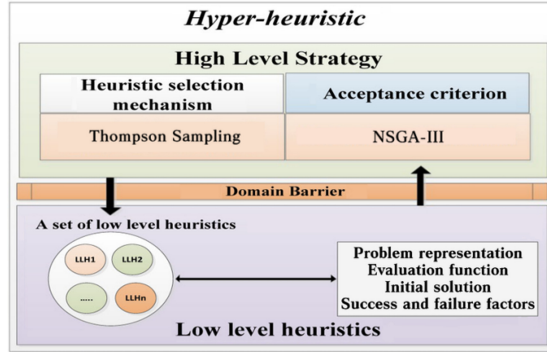 Hyper-heuristic
High Level Strategy
Heuristic selection
mechanism
Acceptance criterion
Thompson Sampling
NSGA-III
Domain Barrier
A set of low level heuristics
LLH1
LLH2
.....
LLHn
Problem representation
Evaluation function
Initial solution
Success and failure factors
Low level heuristics